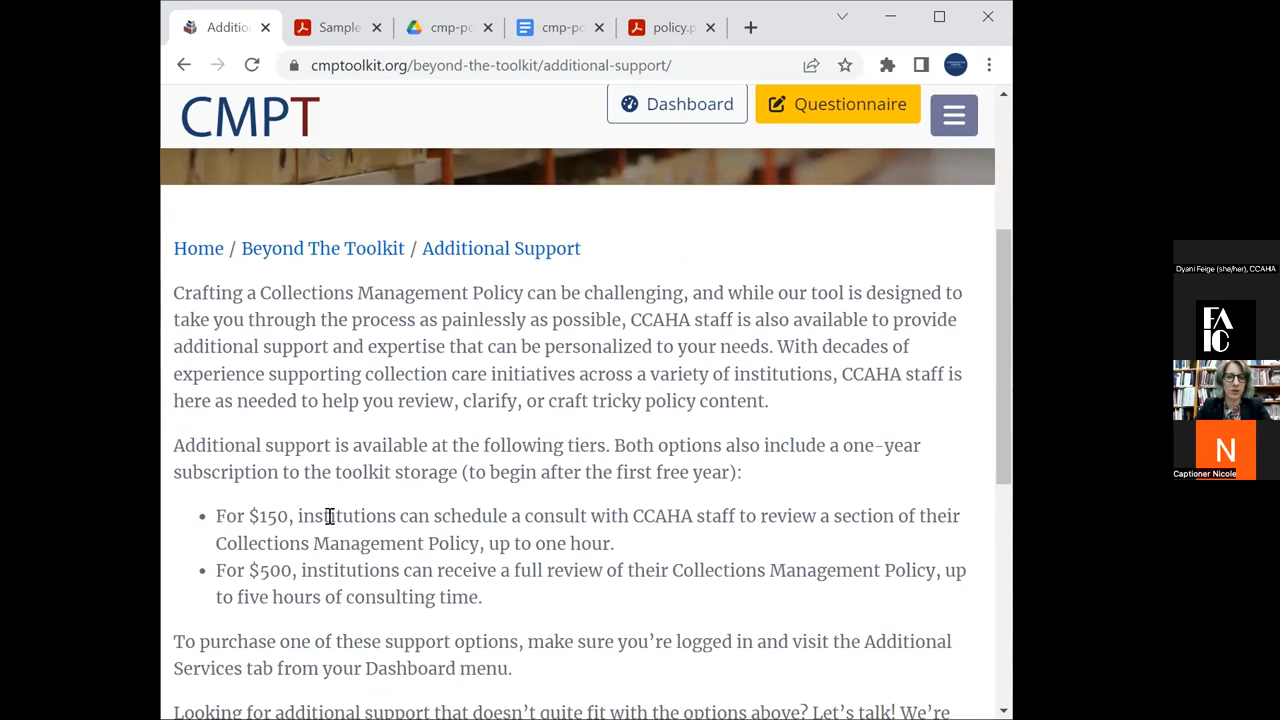 Additio
Sample
cmp-po
cmp-po
policy.p
cmptoolkit.org/beyond-the-toolkit/additional-support/
CMPT
Dashboard
Questionnaire
Home / Beyond The Toolkit / Additional Support
Crafting a Collections Management Policy can be challenging, and while our tool is designed to
take you through the process as painlessly as possible, CCAHA staff is also available to provide
additional support and expertise that can be personalized to your needs. With decades of
experience supporting collection care initiatives across a variety of institutions, CCAHA staff is
here as needed to help you review, clarify, or craft tricky policy content.
Additional support is available at the following tiers. Both options also include a one-year
subscription to the toolkit storage (to begin after the first free year):
• For $150, institutions can schedule a consult with CCAHA staff to review a section of their
Collections Management Policy, up to one hour.
• For $500, institutions can receive a full review of their Collections Management Policy, up
to five hours of consulting time.
To purchase one of these support options, make sure you're logged in and visit the Additional
Services tab from your Dashboard menu.
Looking for additional support that doesn't quite fit with the options above? Let's talk! We're
Dyani Feige (she/her), CCAHA
FAIC
N
Captioner Nicole